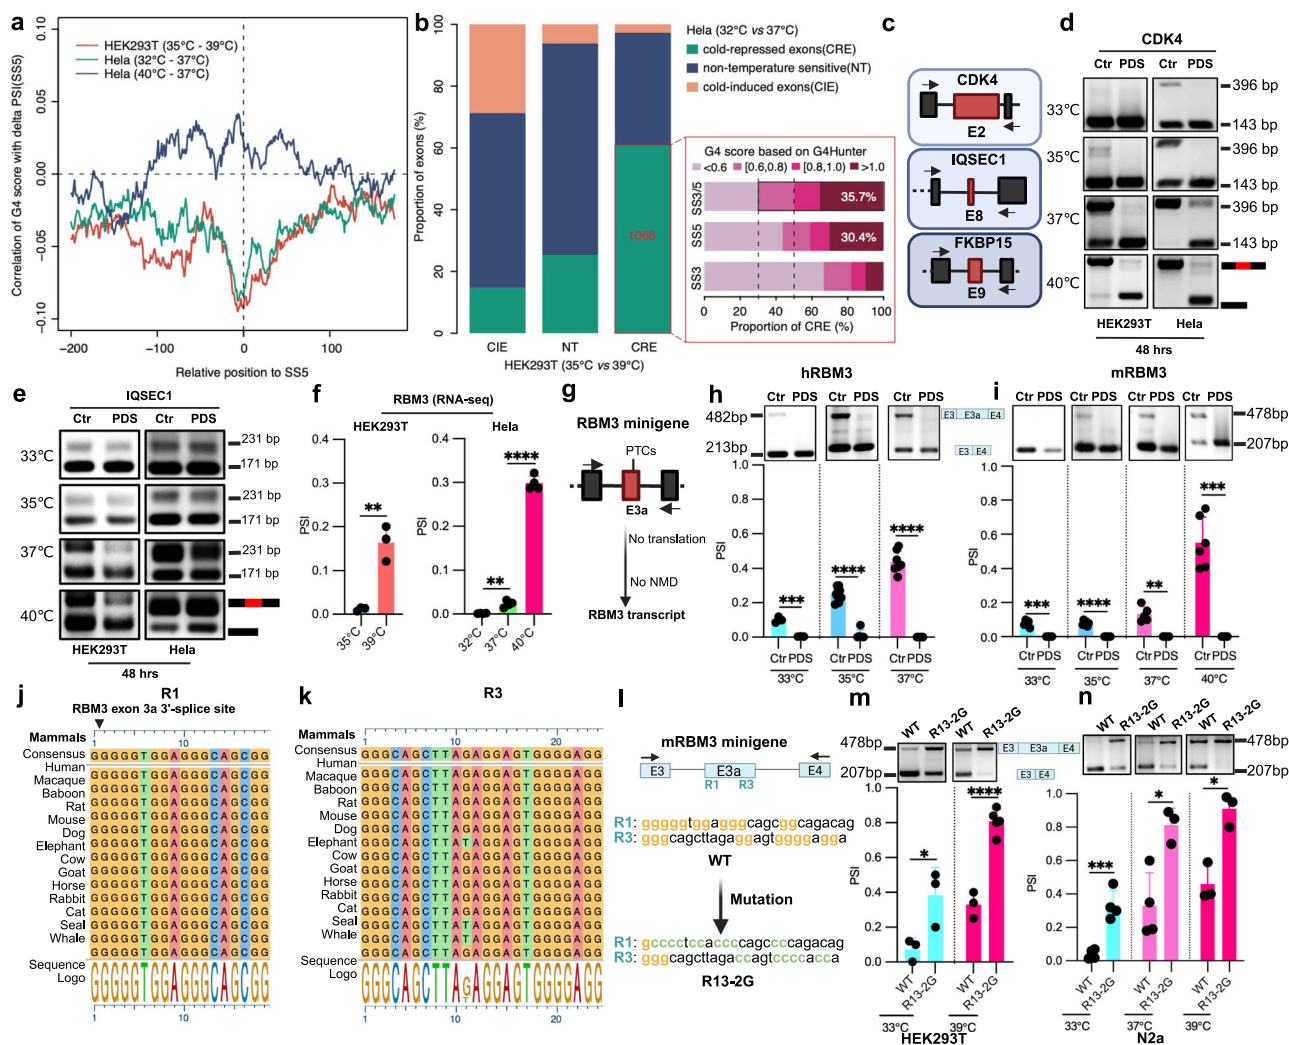 a
0.10
0.05
0.00
-0.05
-0.10
Correlation of G4 score with delta PSI(SS5)
HEK293T (35°C - 39°C)
Hela (32°C - 37°C)
Hela (40°C - 37°C)
-200 -100 0 100
Relative position to SS5
b
100
80
60
40
20
0
Proportion of exons (%)
1065
CIE NT CRE
HEK293T (35°C vs 39°C)
Hela (32°C vs 37°C)
cold-repressed exons(CRE)
non-temperature sensitive(NT)
cold-induced exons(CIE)
G4 score based on G4Hunter
<0.6 [0.6,0.8) [0.8,1.0) >1.0
SS3/5
35.7%
SS5
30.4%
SS3
0 20 40 60 80 100
Proportion of CRE (%)
c
CDK4
E2
IQSEC1
E8
FKBP15
E9
d
CDK4
Ctr PDS Ctr PDS
33°C
396 bp
143 bp
35°C
396 bp
143 bp
37°C
396 bp
143 bp
40°C
HEK293T Hela
48 hrs
e
IQSEC1
Ctr PDS Ctr PDS
33°C
231 bp
171 bp
35°C
231 bp
171 bp
37°C
231 bp
171 bp
40°C
HEK293T Hela
48 hrs
f
RBM3 (RNA-seq)
HEK293T
Hela
0.4
0.3
0.2
0.1
0.0
PSI
**
35°C
39°C
0.4
0.3
0.2
0.1
0.0
PSI
**
****
32°C
37°C
40°C
g
RBM3 minigene
PTCs
E3a
No translation
No NMD
RBM3 transcript
h
hRBM3
Ctr PDS Ctr PDS Ctr PDS
482bp
213bp
E3 E3a E4
E3 E4
1.0
0.8
0.6
0.4
0.2
0.0
PSI
***
****
****
Ctr PDS Ctr PDS Ctr PDS
33°C 35°C 37°C
i
mRBM3
Ctr PDS Ctr PDS Ctr PDS Ctr PDS
478bp
207bp
1.0
0.8
0.6
0.4
0.2
0.0
PSI
***
****
**
***
Ctr PDS Ctr PDS Ctr PDS Ctr PDS
33°C 35°C 37°C 40°C
j
R1
RBM3 exon 3a 3'-splice site
Mammals
1 10
Consensus
GGGGGTGGAGGGCAGCGG
Human
Macaque
Baboon
Rat
Mouse
Dog
Elephant
Cow
Goat
Horse
Rabbit
Cat
Seal
Whale
Sequence
Logo
GGGGGTGGAGGGCAGCGG
1 10
k
R3
Mammals
1 10 20
Consensus
GGGCAGCTTAGAGGAGTGGGGAGG
Human
Macaque
Baboon
Rat
Mouse
Dog
Elephant
Cow
Goat
Horse
Rabbit
Cat
Seal
Whale
Sequence
Logo
1 10 20
l
mRBM3 minigene
E3 E3a E4
R1 R3
R1: gggggtggagggcagcggcagacag
R3: gggcagcttagaggagtggggagga
WT
Mutation
R1: gcccctccacccc­agccccagacag
R3: gggcagcttagaccagtccccacca
R13-2G
m
WT R13-2G WT R13-2G
478bp
207bp
E3 E3a E4
E3 E4
1.0
0.8
0.6
0.4
0.2
0.0
PSI
*
****
WT R13-2G WT R13-2G
33°C 39°C
HEK293T
n
WT R13-2G WT R13-2G WT R13-2G
478bp
207bp
1.0
0.8
0.6
0.4
0.2
0.0
PSI
***
*
*
WT R13-2G WT R13-2G WT R13-2G
33°C 37°C 39°C
N2a